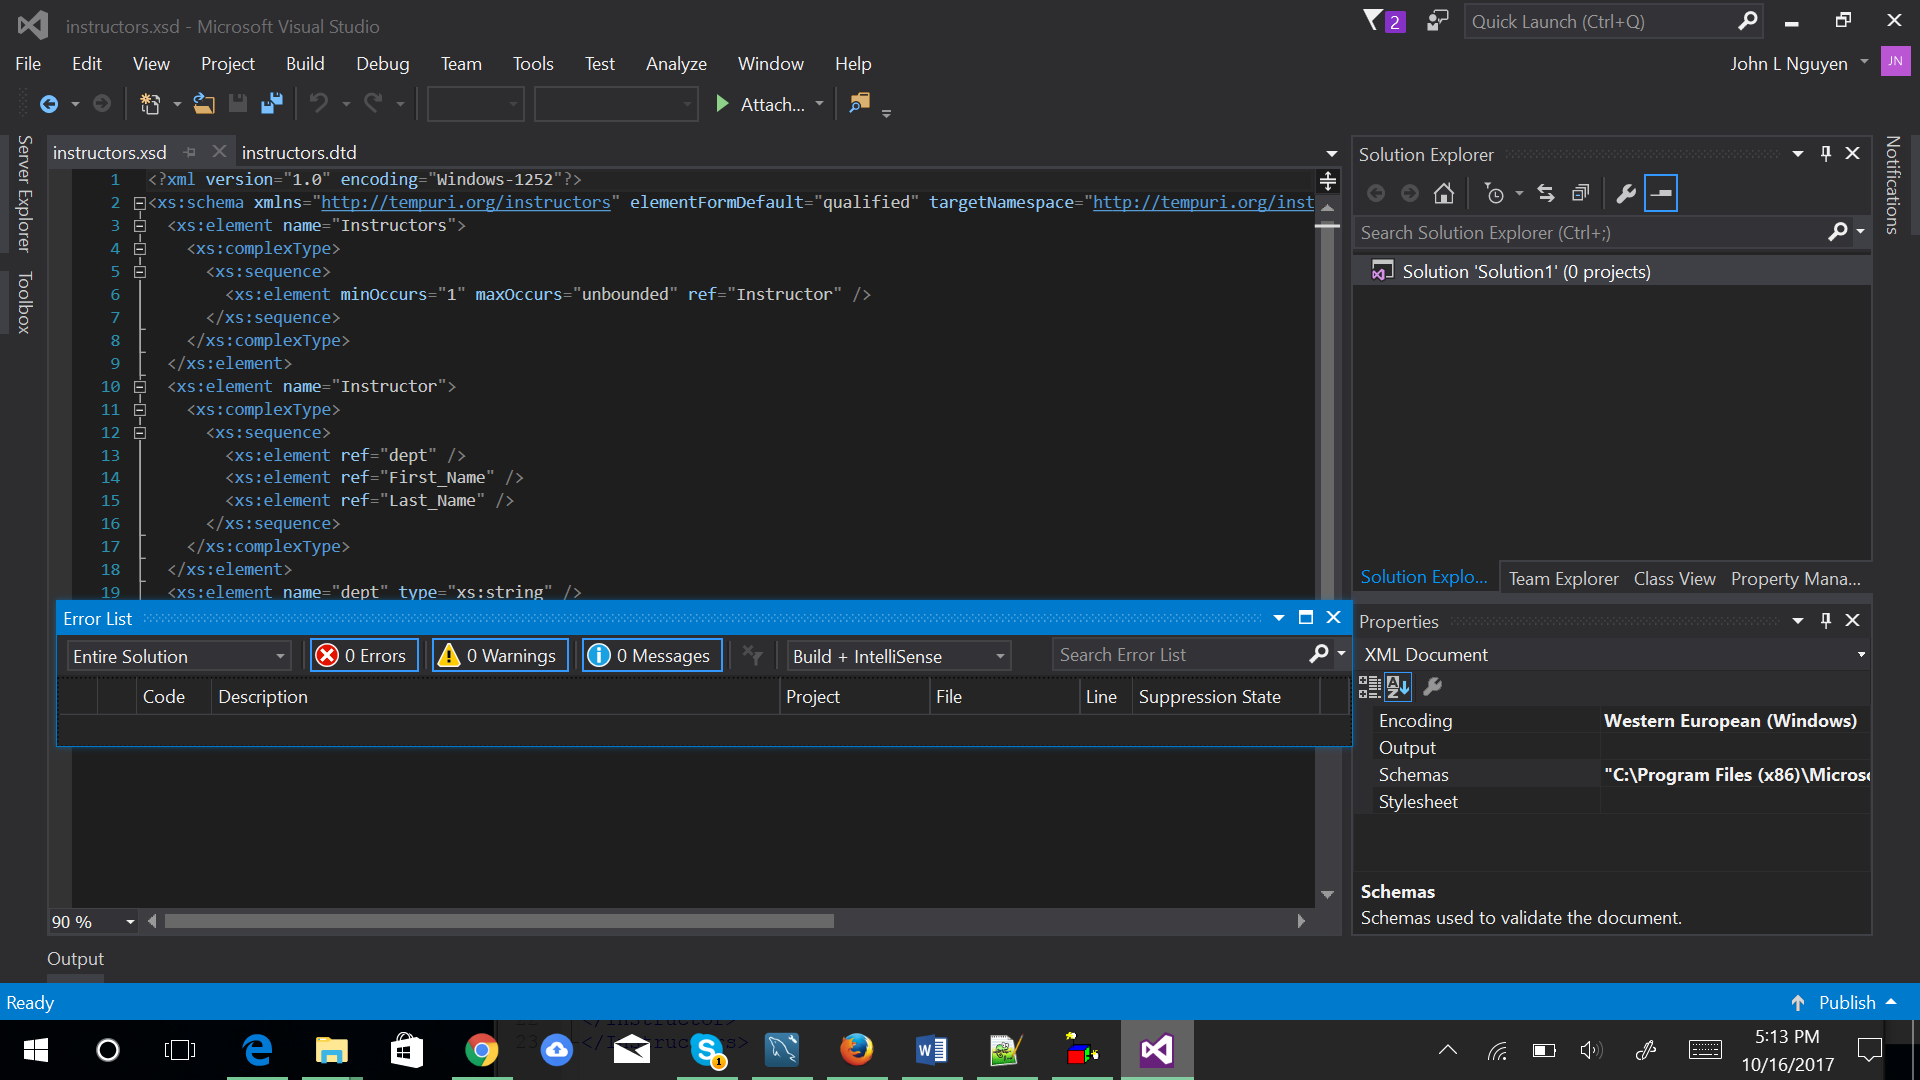 instructors.xsd - Microsoft Visual Studio
2
Quick Launch (Ctrl+Q)
File Edit View Project Build Debug Team Tools Test Analyze Window Help
John L Nguyen JN
Attach...
Server Explorer
Toolbox
instructors.xsd instructors.dtd
1 <?xml version="1.0" encoding="Windows-1252"?>
2 <xs:schema xmlns="http://tempuri.org/instructors" elementFormDefault="qualified" targetNamespace="http://tempuri.org/inst
3 <xs:element name="Instructors">
4 <xs:complexType>
5 <xs:sequence>
6 <xs:element minOccurs="1" maxOccurs="unbounded" ref="Instructor" />
7 </xs:sequence>
8 </xs:complexType>
9 </xs:element>
10 <xs:element name="Instructor">
11 <xs:complexType>
12 <xs:sequence>
13 <xs:element ref="dept" />
14 <xs:element ref="First_Name" />
15 <xs:element ref="Last_Name" />
16 </xs:sequence>
17 </xs:complexType>
18 </xs:element>
19 <xs:element name="dept" type="xs:string" />
Error List
Entire Solution 0 Errors 0 Warnings 0 Messages Build + IntelliSense Search Error List
Code Description Project File Line Suppression State
90 %
Output
Solution Explorer
Search Solution Explorer (Ctrl+;)
Solution 'Solution1' (0 projects)
Solution Explo... Team Explorer Class View Property Mana...
Properties
XML Document
Encoding Western European (Windows)
Output
Schemas "C:\Program Files (x86)\Microso
Stylesheet
Schemas
Schemas used to validate the document.
Notifications
Ready
Publish
</Instructor>
23 </Instructors>
1
5:13 PM
10/16/2017